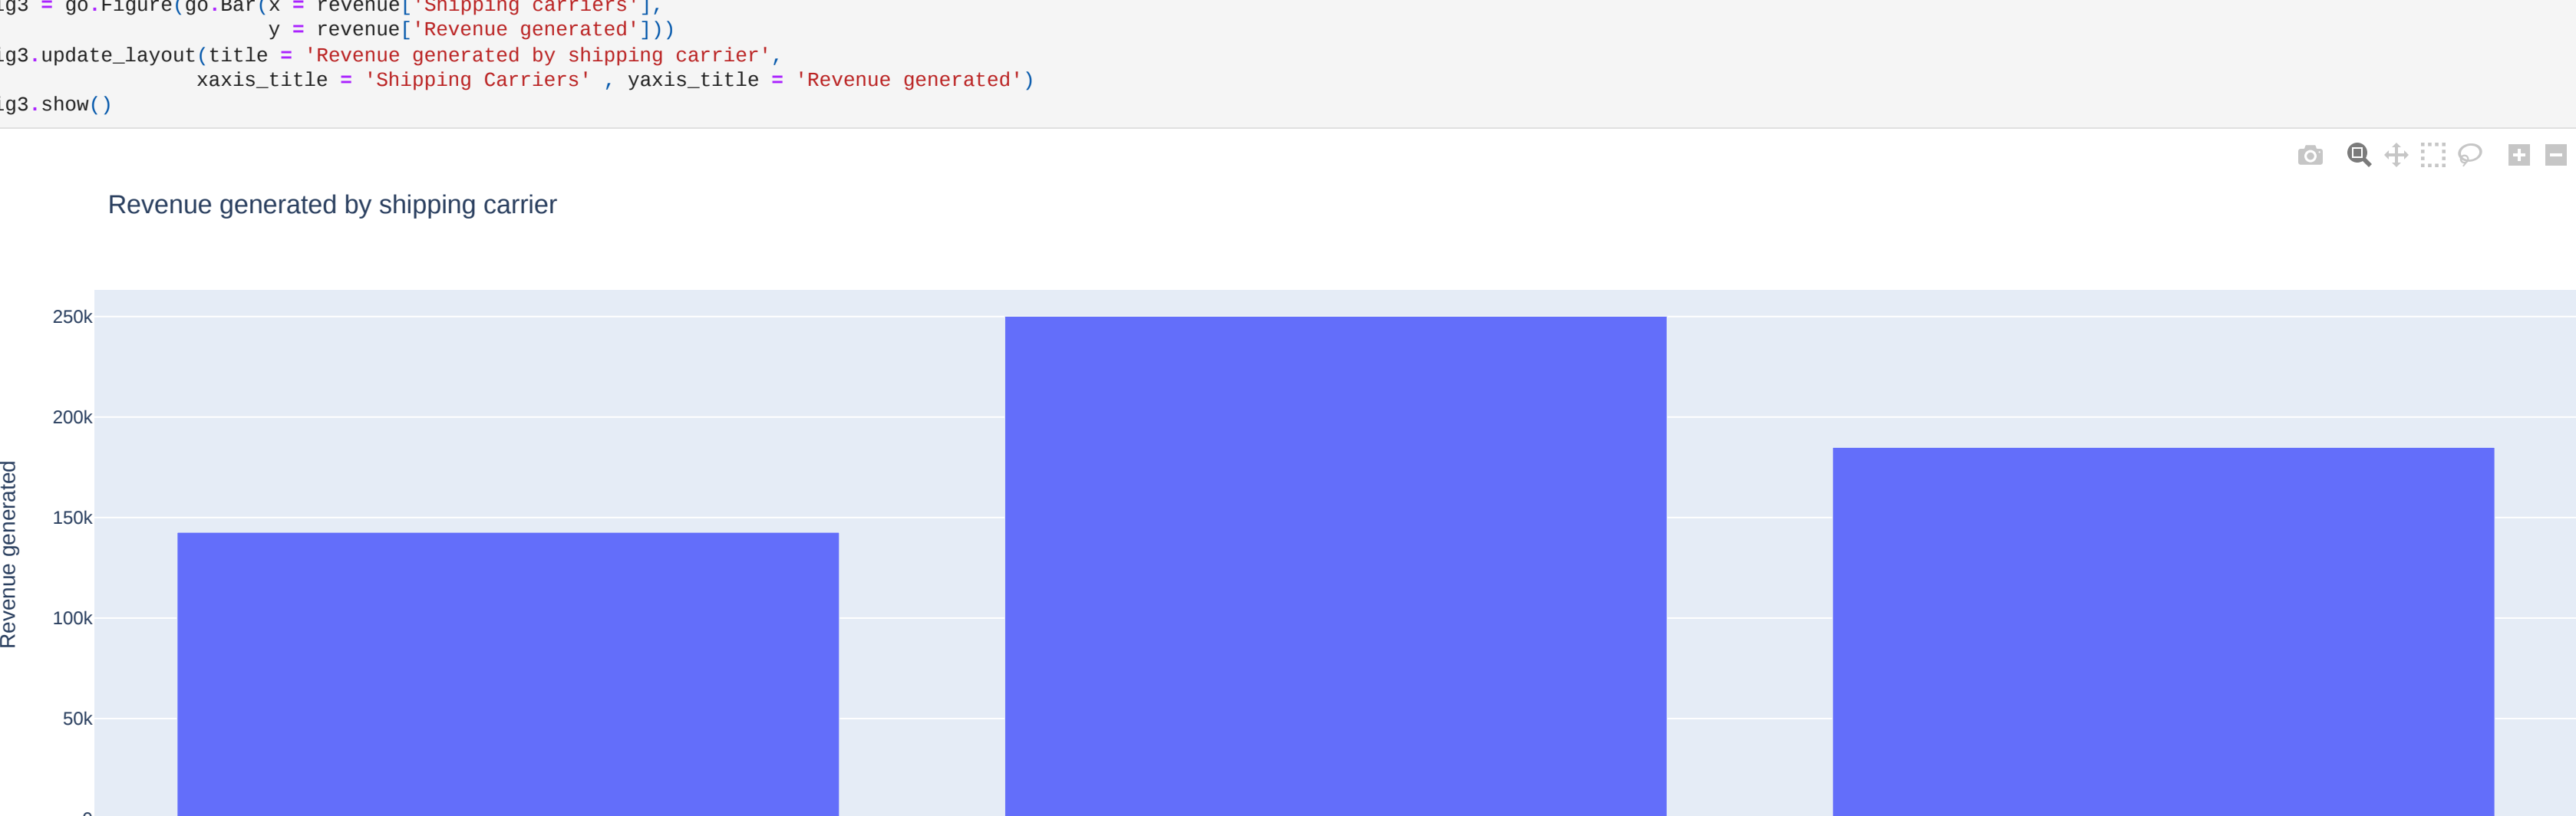 ig3 = go.Figure(go.Bar(x = revenue['Shipping carriers'],
y = revenue['Revenue generated']))
ig3.update_layout(title = 'Revenue generated by shipping carrier',
xaxis_title = 'Shipping Carriers' , yaxis_title = 'Revenue generated')
ig3.show()
Revenue generated by shipping carrier
250k
200k
150k
100k
50k
0
Revenue generated